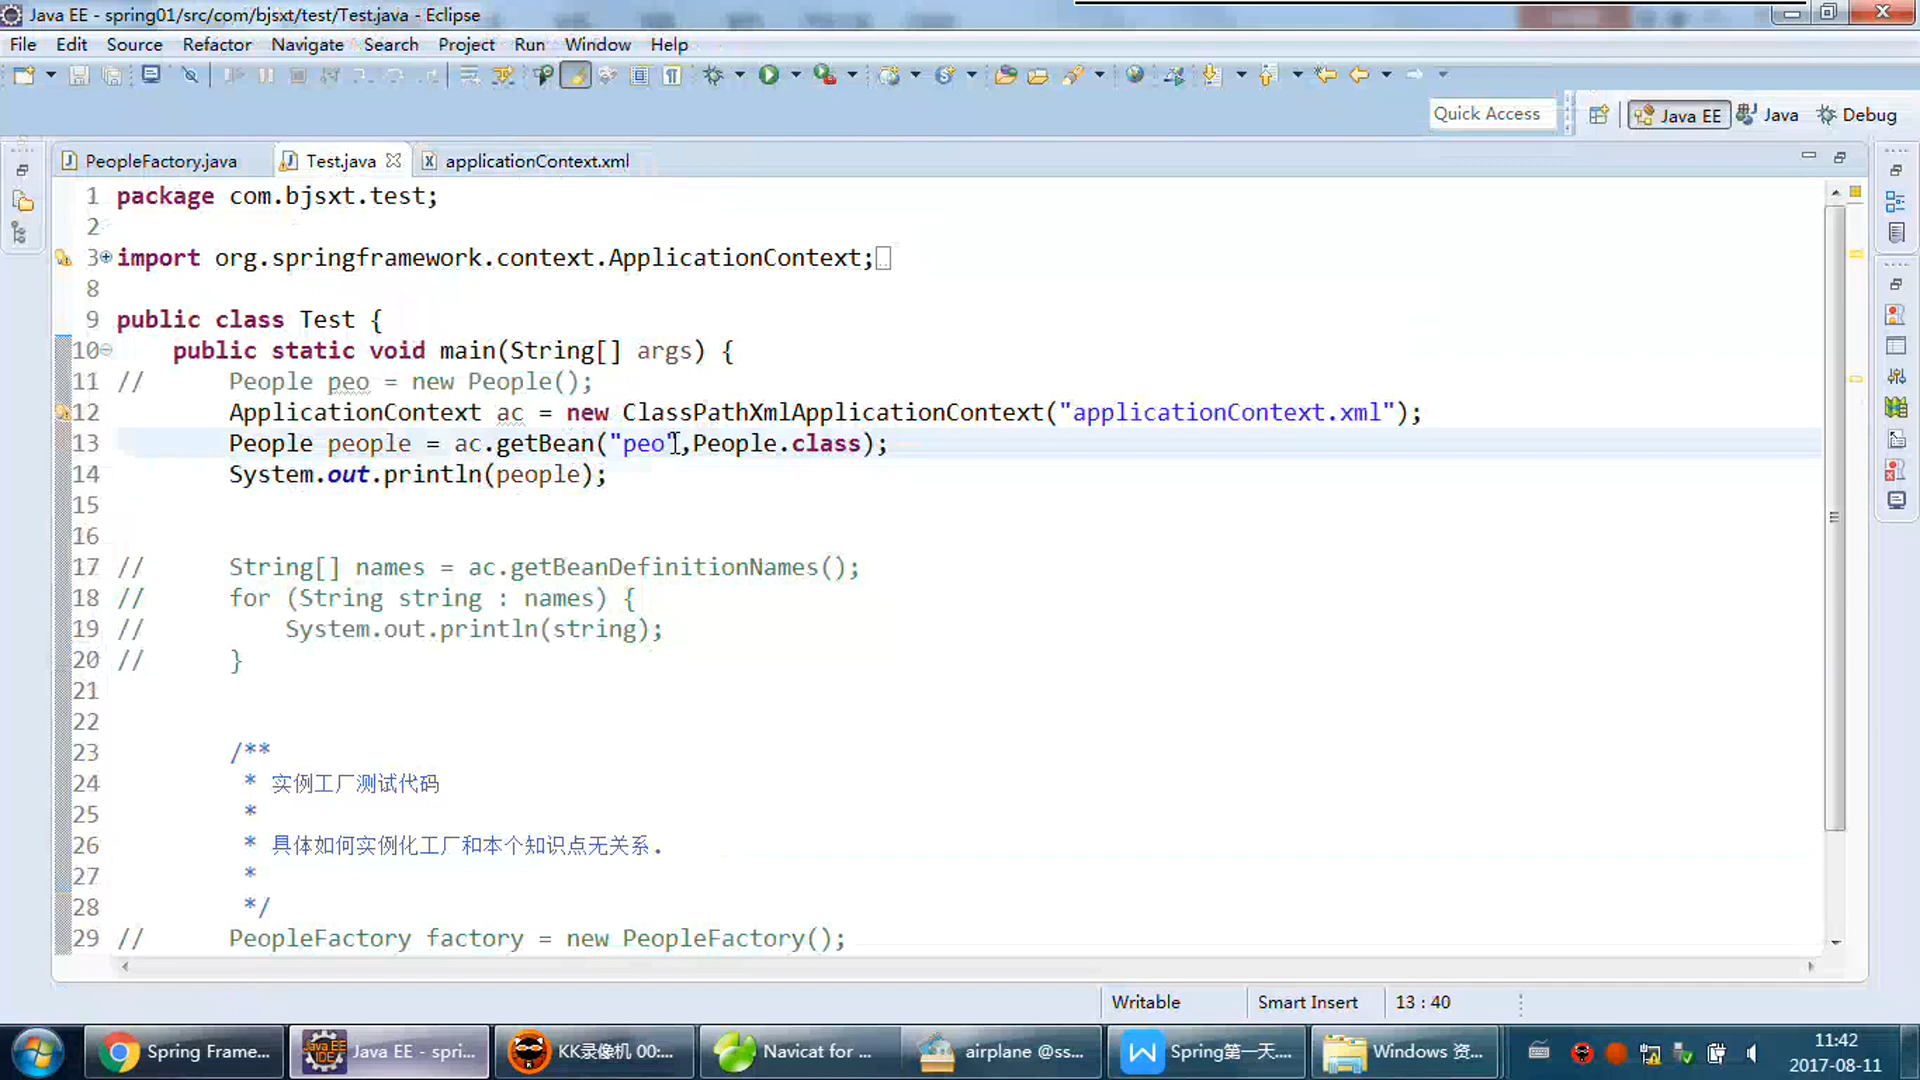 Java EE - spring01/src/com/bjsxt/test/Test.java - Eclipse
File Edit Source Refactor Navigate Search Project Run Window Help
Quick Access Java EE Java Debug
PeopleFactory.java Test.java applicationContext.xml
1 package com.bjsxt.test;
2
3 import org.springframework.context.ApplicationContext;
8
9 public class Test {
10 public static void main(String[] args) {
11 // People peo = new People();
12 ApplicationContext ac = new ClassPathXmlApplicationContext("applicationContext.xml");
13 People people = ac.getBean("peo",People.class);
14 System.out.println(people);
15
16
17 // String[] names = ac.getBeanDefinitionNames();
18 // for (String string : names) {
19 // System.out.println(string);
20 // }
21
22
23 /**
24 * 实例工厂测试代码
25 *
26 * 具体如何实例化工厂和本个知识点无关系.
27 *
28 */
29 // PeopleFactory factory = new PeopleFactory();
Writable Smart Insert 13 : 40
Spring Frame... Java EE - spri... KK录像机 00:... Navicat for ... airplane @ss... Spring第一天.... Windows 资... 11:42
2017-08-11